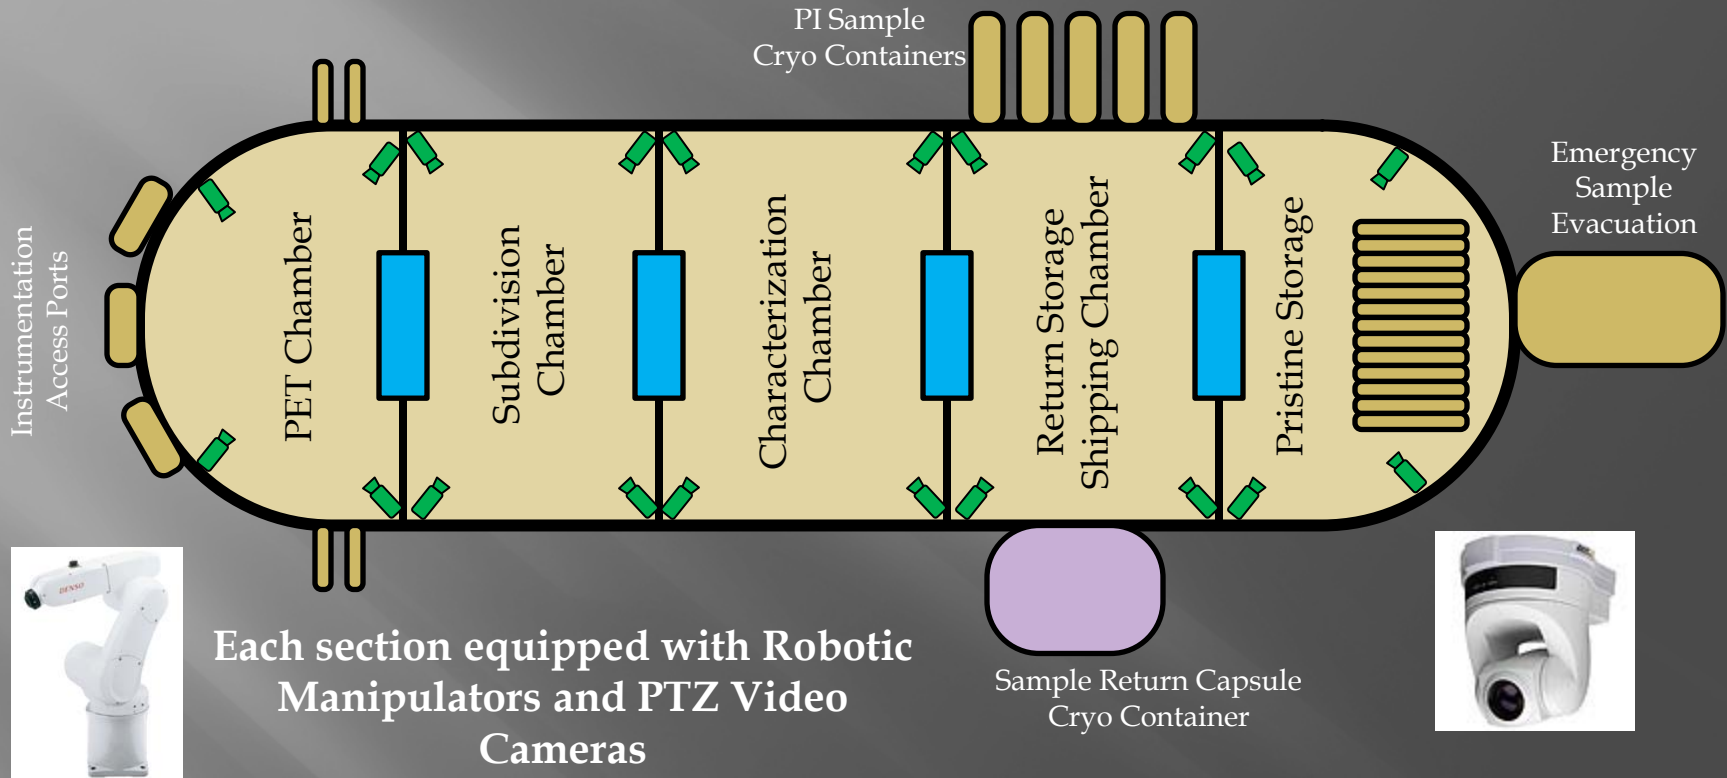 PI Sample
Cryo Containers
Emergency
Sample
Evacuation
Instrumentation
Access Ports
PET Chamber
Subdivision
Chamber
Characterization
Chamber
Return Storage
Shipping Chamber
Pristine Storage
DENSO
Each section equipped with Robotic
Manipulators and PTZ Video
Cameras
Sample Return Capsule
Cryo Container